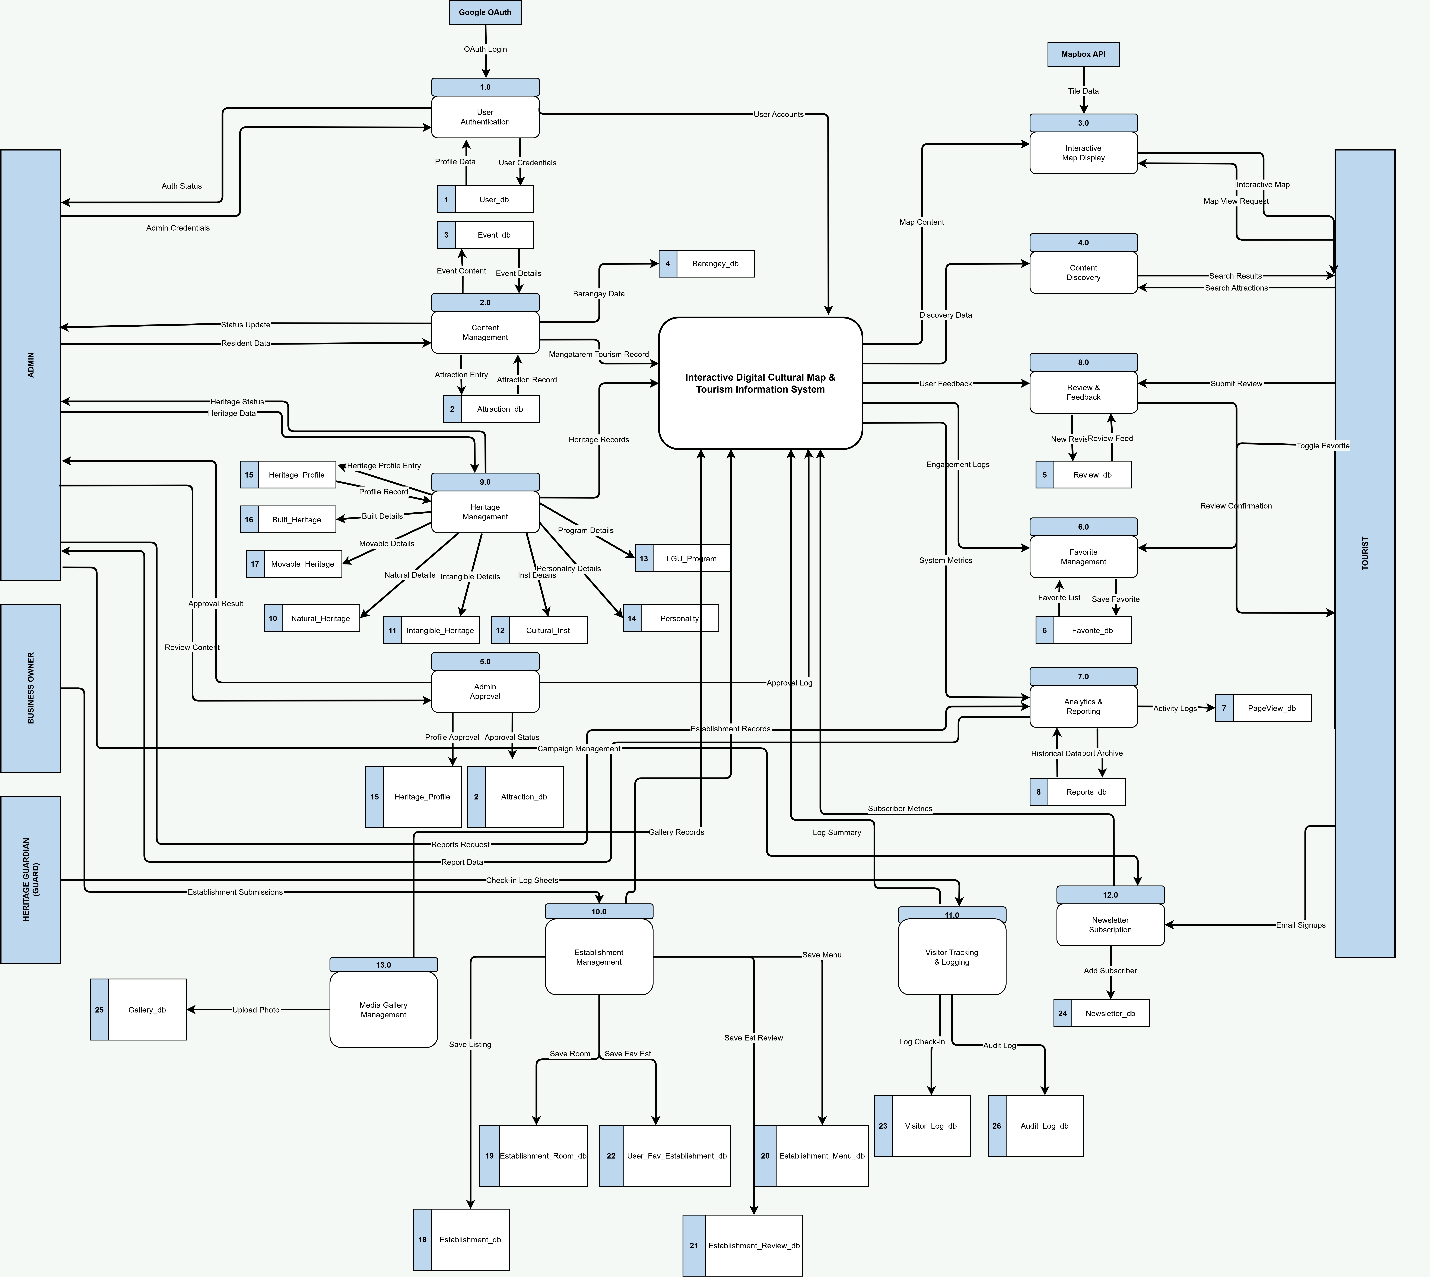 Google OAuth
OAuth Login
Mapbox API
Tile Data
1.0
User
Authentication
User Accounts
3.0
Interactive
Map Display
Profile Data
User Credentials
Auth Status
Admin Credentials
1
User_db
3
Event_db
Interactive Map
Map View Request
Map Content
4.0
Content
Discovery
Search Results
Search Attractions
Event Content
Event Details
4
Barangay_db
Barangay Data
2.0
Content
Management
Status Update
Resident Data
Discovery Data
Mangatarem Tourism Record
Interactive Digital Cultural Map &
Tourism Information System
ADMIN
Attraction Entry
Attraction Record
2
Attraction_db
Heritage Status
Heritage Data
8.0
Review &
Feedback
User Feedback
Submit Review
New Review
Review Feed
Toggle Favorite
5
Review_db
Engagement Logs
Heritage Records
15
Heritage_Profile
Heritage Profile Entry
Profile Record
9.0
Heritage
Management
16
Built_Heritage
Built Details
17
Movable_Heritage
Movable Details
Natural Details
Intangible Details
Inst Details
Personality Details
Program Details
13
LGU_Program
10
Natural_Heritage
11
Intangible_Heritage
12
Cultural_Inst
14
Personality
Review Confirmation
6.0
Favorite
Management
System Metrics
Favorite List
Save Favorite
6
Favorite_db
TOURIST
Approval Result
Review Content
5.0
Admin
Approval
Approval Log
7.0
Analytics &
Reporting
Activity Logs
7
PageView_db
BUSINESS OWNER
Profile Approval
Approval Status
Establishment Records
Campaign Management
Historical Data
port Archive
8
Reports_db
15
Heritage_Profile
2
Attraction_db
Subscriber Metrics
Gallery Records
Log Summary
Reports Request
Report Data
HERITAGE GUARDIAN
(GUARD)
Check-in Log Sheets
Establishment Submissions
10.0
Establishment
Management
11.0
Visitor Tracking
& Logging
12.0
Newsletter
Subscription
Email Signups
Add Subscriber
24
Newsletter_db
13.0
Media Gallery
Management
Upload Photo
25
Gallery_db
Save Menu
Save Listing
Save Room
Save Fav Est
Save Est Review
Log Check-in
Audit Log
23
Visitor_Log_db
26
Audit_Log_db
19
Establishment_Room_db
22
User_Fav_Establishment_db
20
Establishment_Menu_db
18
Establishment_db
21
Establishment_Review_db